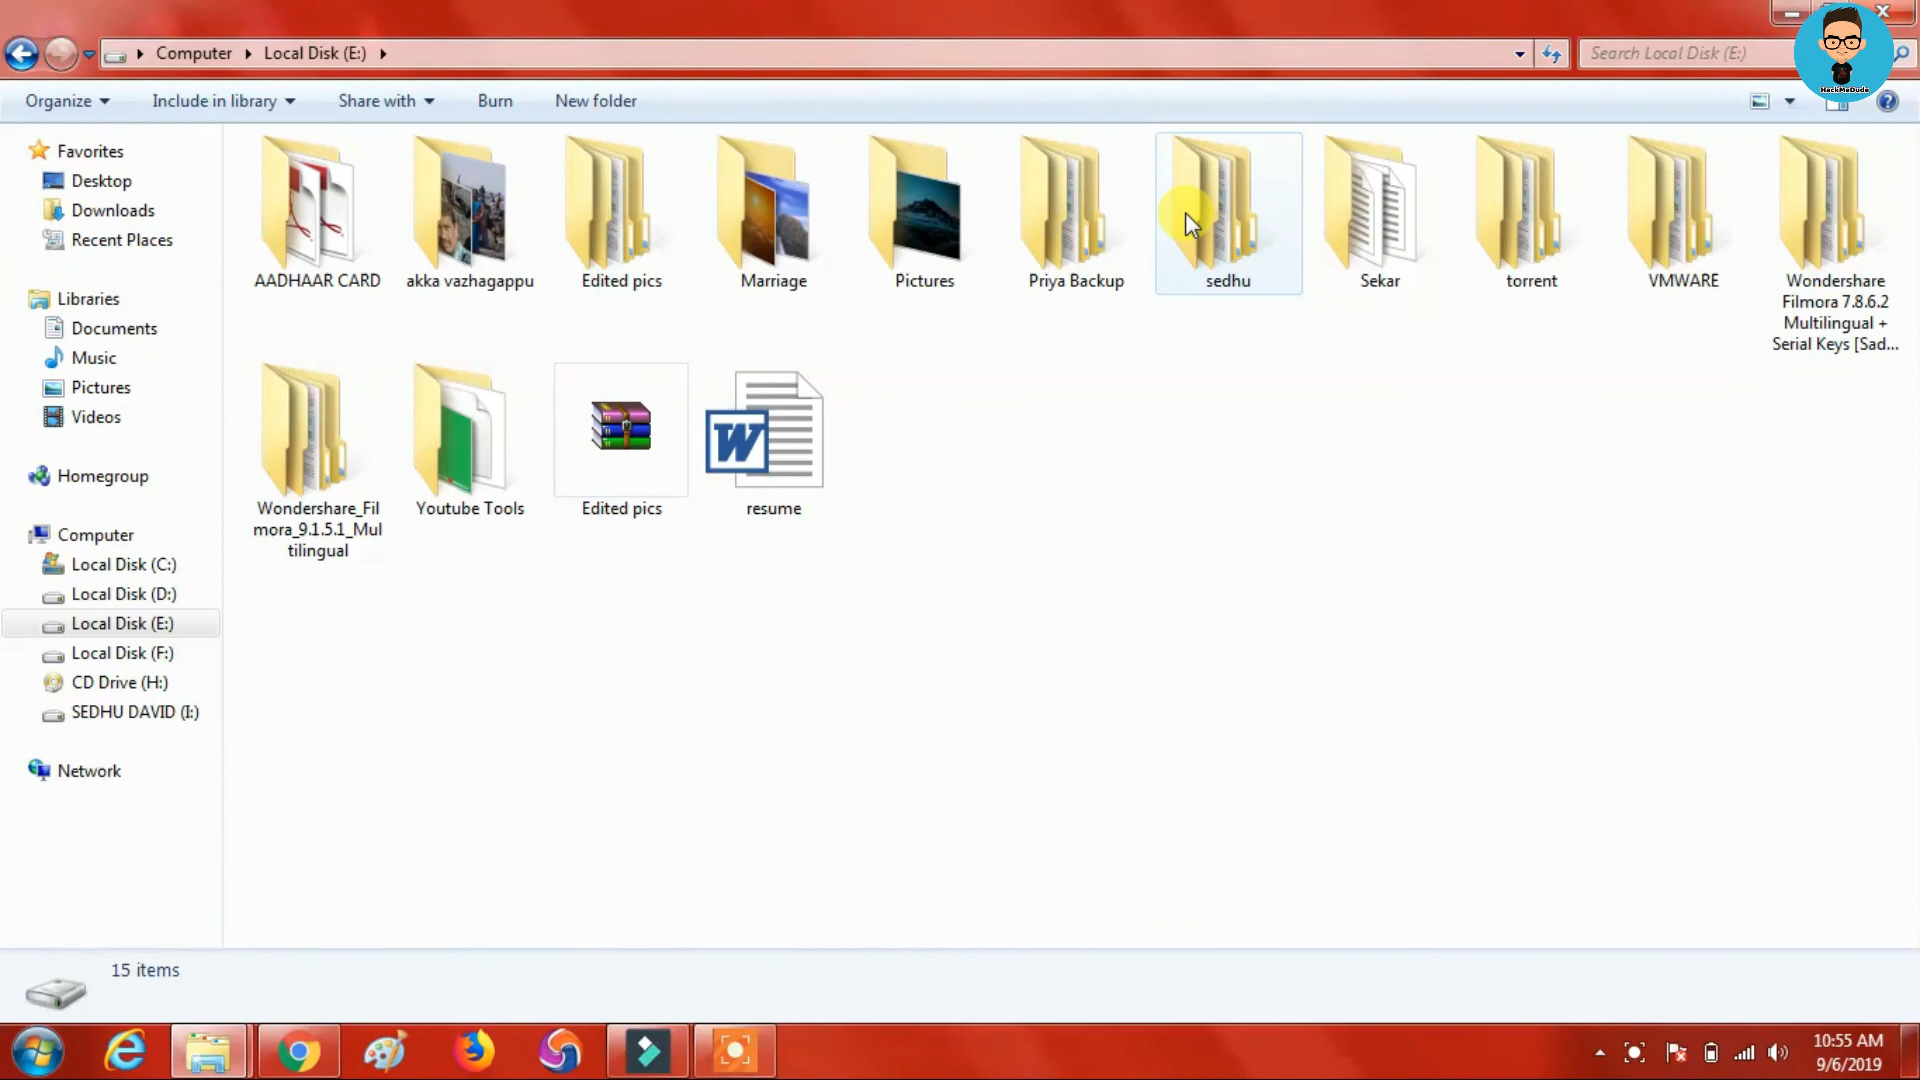 Computer
Local Disk (E:)
Search Local Disk (E:)
HackMeDude
Organize
Include in library
Share with
Burn
New folder
Favorites
Desktop
Downloads
Recent Places
Libraries
Documents
Music
Pictures
Videos
Homegroup
Computer
Local Disk (C:)
Local Disk (D:)
Local Disk (E:)
Local Disk (F:)
CD Drive (H:)
SEDHU DAVID (I:)
Network
AADHAAR CARD
akka vazhagappu
Edited pics
Marriage
Pictures
Priya Backup
sedhu
Sekar
torrent
VMWARE
Wondershare
Filmora 7.8.6.2
Multilingual +
Serial Keys [Sad...
Wondershare_Fil
mora_9.1.5.1_Mul
tilingual
Youtube Tools
Edited pics
W
resume
15 items
10:55 AM
9/6/2019